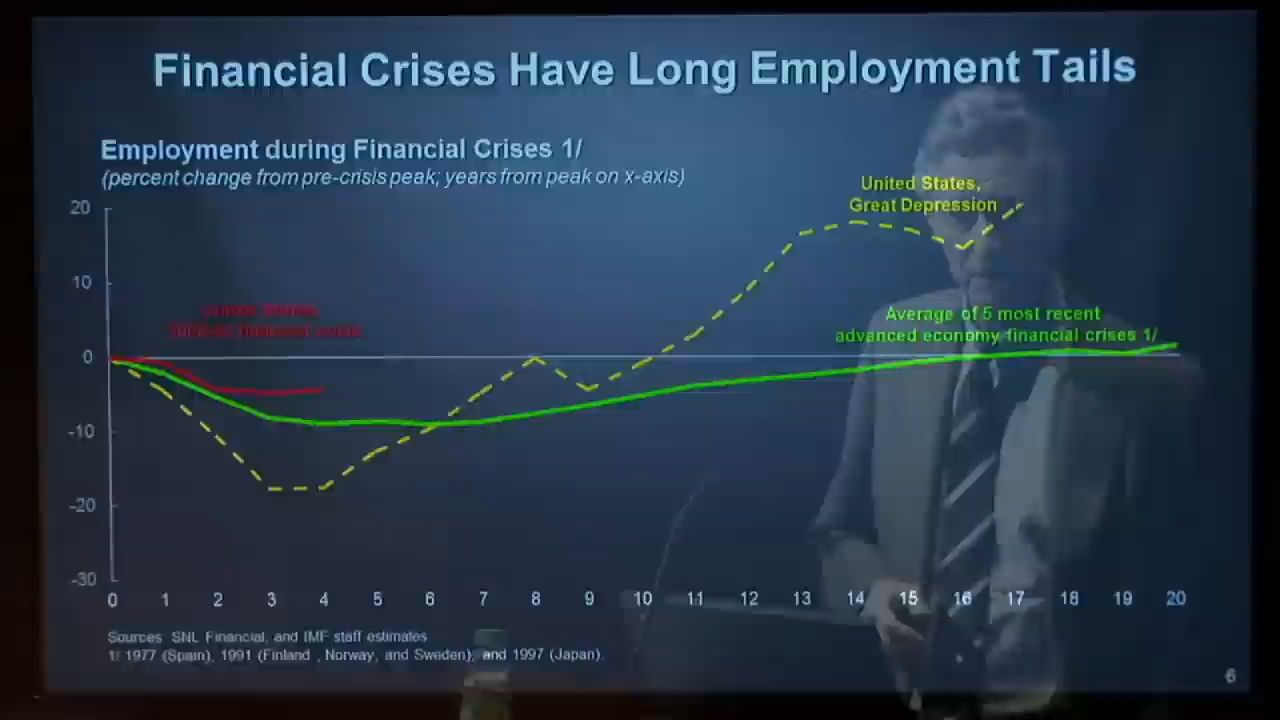 Financial Crises Have Long Employment Tails
Employment during Financial Crises 1/
(percent change from pre-crisis peak; years from peak on x-axis)
20
10
0
-10
-20
-30
United States,
Great Depression
United States,
financial crisis
Average of 5 most recent
advanced economy financial crises 1/
0 1 2 3 4 5 6 7 8 9 10 11 12 13 14 15 16 17 18 19 20
Sources: SNL Financial, and IMF staff estimates
1/ 1977 (Spain), 1991 (Finland , Norway, and Sweden), and 1997 (Japan).
6